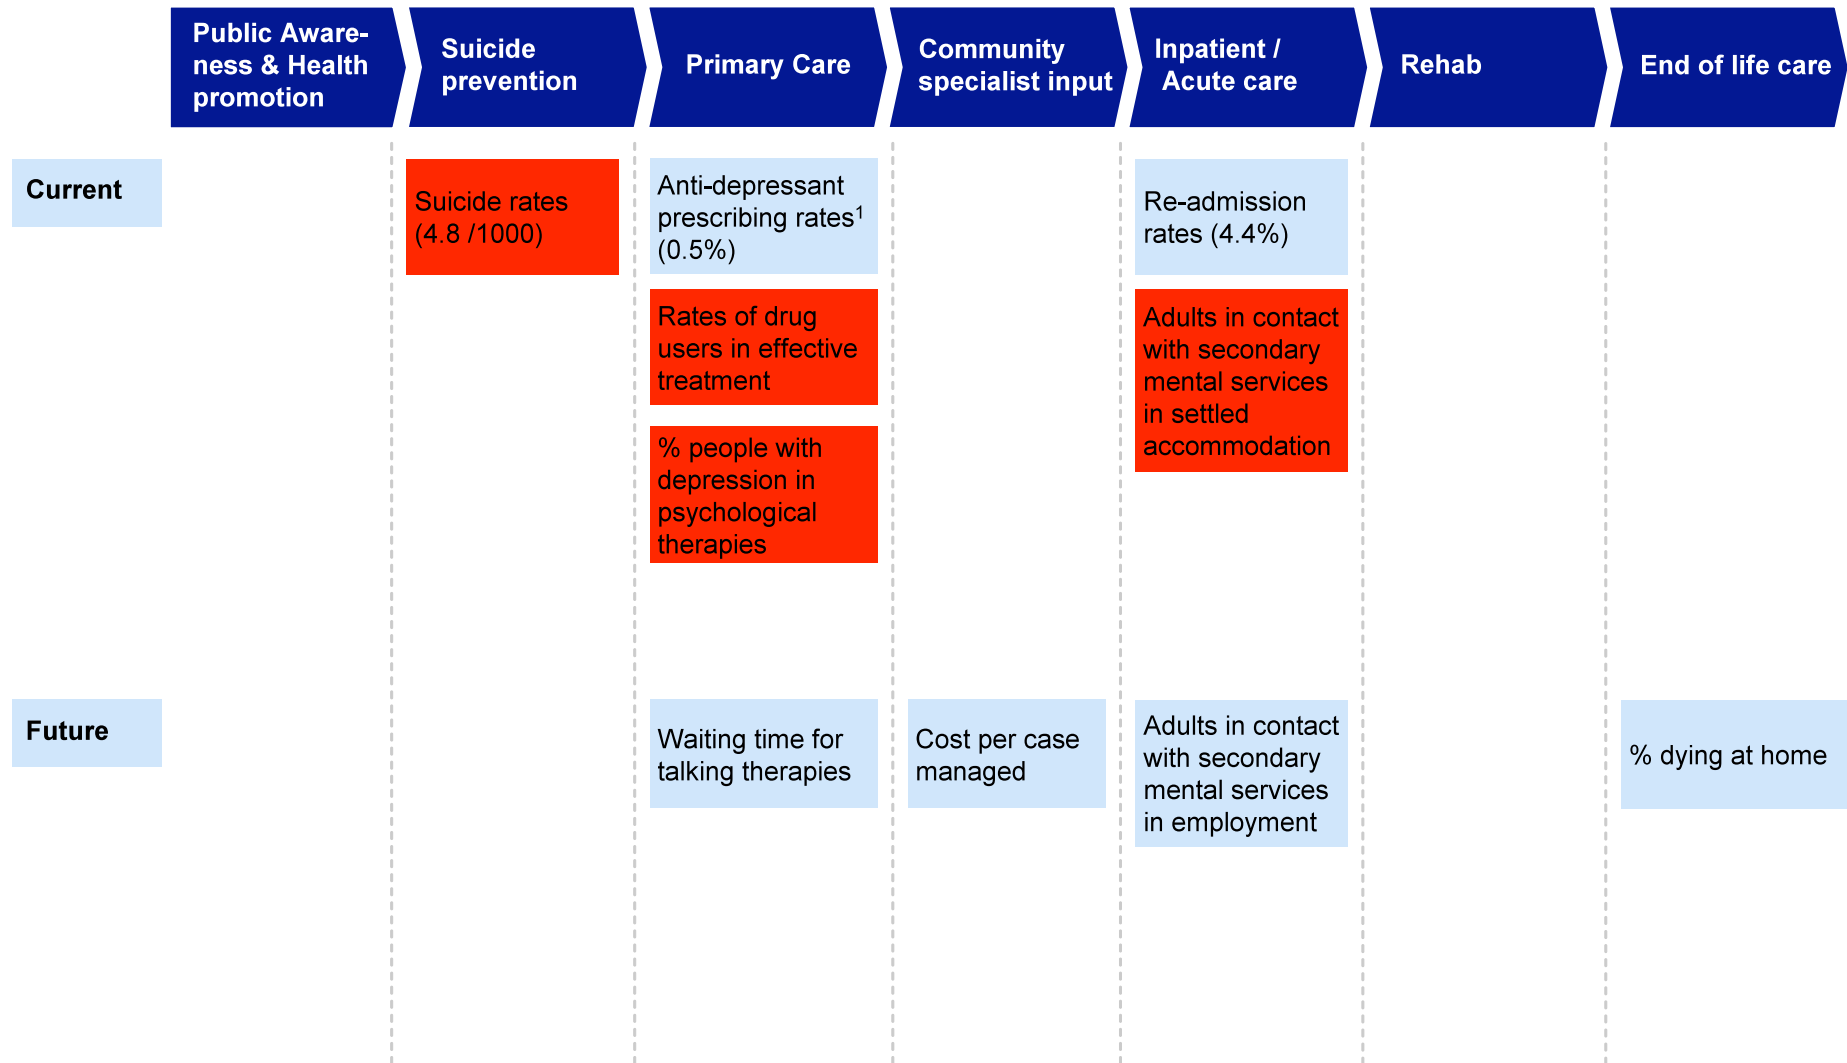 Public Aware-
ness & Health
promotion
Suicide
prevention
Primary Care
Community
specialist input
Inpatient /
Acute care
Rehab
End of life care
Current
Suicide rates
(4.8 /1000)
Anti-depressant
prescribing rates¹
(0.5%)
Rates of drug
users in effective
treatment
% people with
depression in
psychological
therapies
Re-admission
rates (4.4%)
Adults in contact
with secondary
mental services
in settled
accommodation
Future
Waiting time for
talking therapies
Cost per case
managed
Adults in contact
with secondary
mental services
in employment
% dying at home